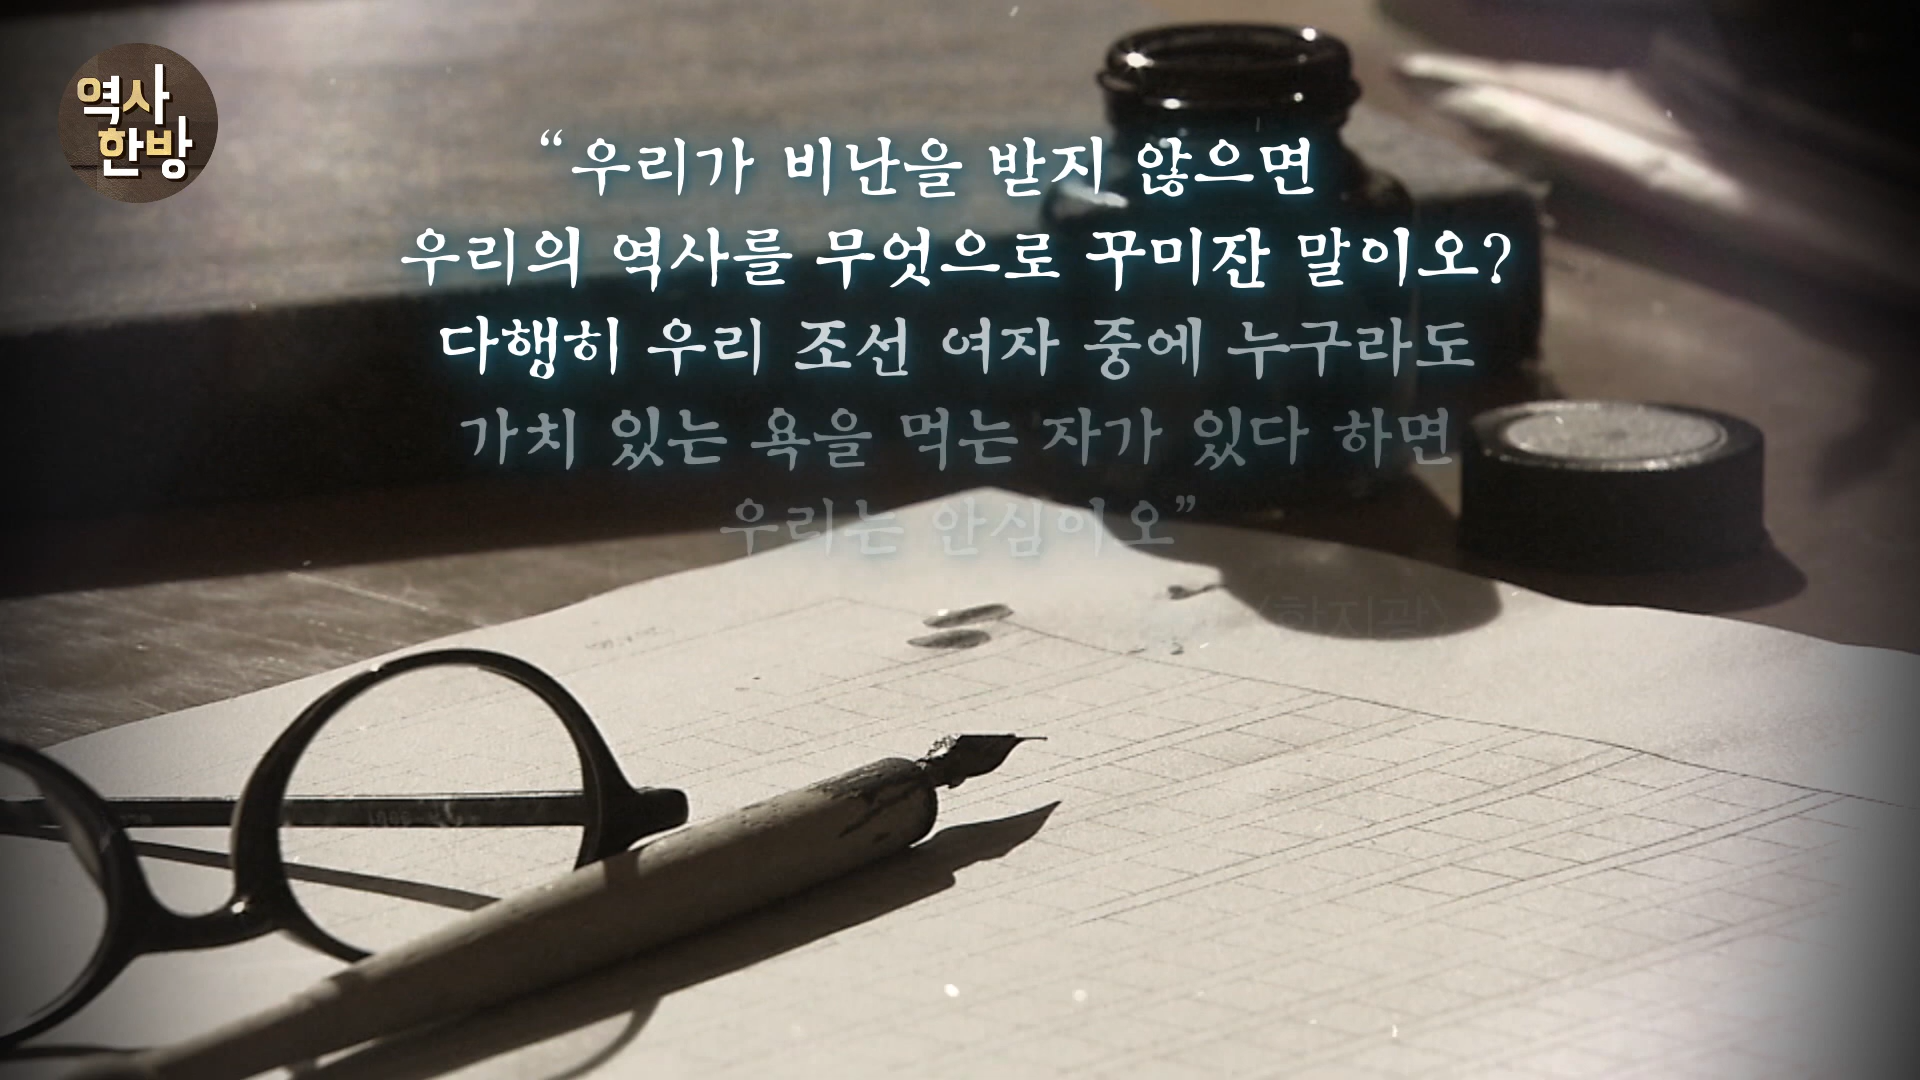 역사
한방
“우리가 비난을 받지 않으면
우리의 역사를 무엇으로 꾸미잔 말이오?
다행히 우리 조선 여자 중에 누구라도
가치 있는 욕을 먹는 자가 있다 하면
우리는 안심이오”